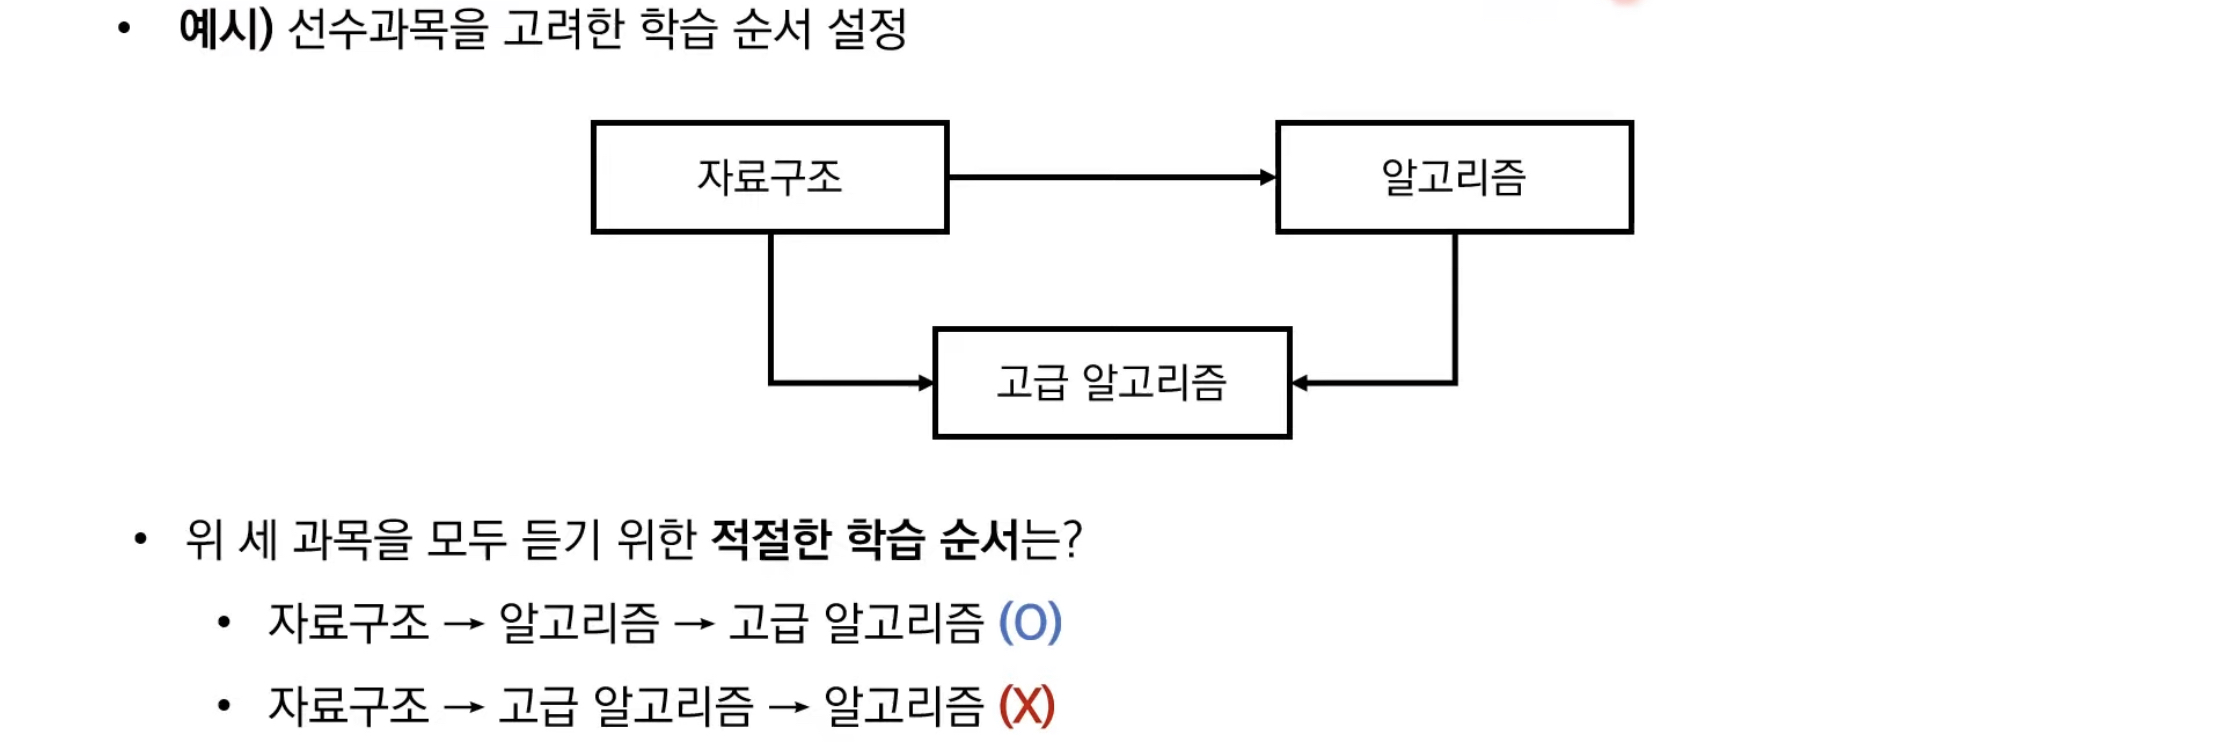 • 예시) 선수과목을 고려한 학습 순서 설정
자료구조
알고리즘
고급 알고리즘
• 위 세 과목을 모두 듣기 위한 적절한 학습 순서는?
• 자료구조 → 알고리즘 → 고급 알고리즘 (O)
• 자료구조 → 고급 알고리즘 → 알고리즘 (X)